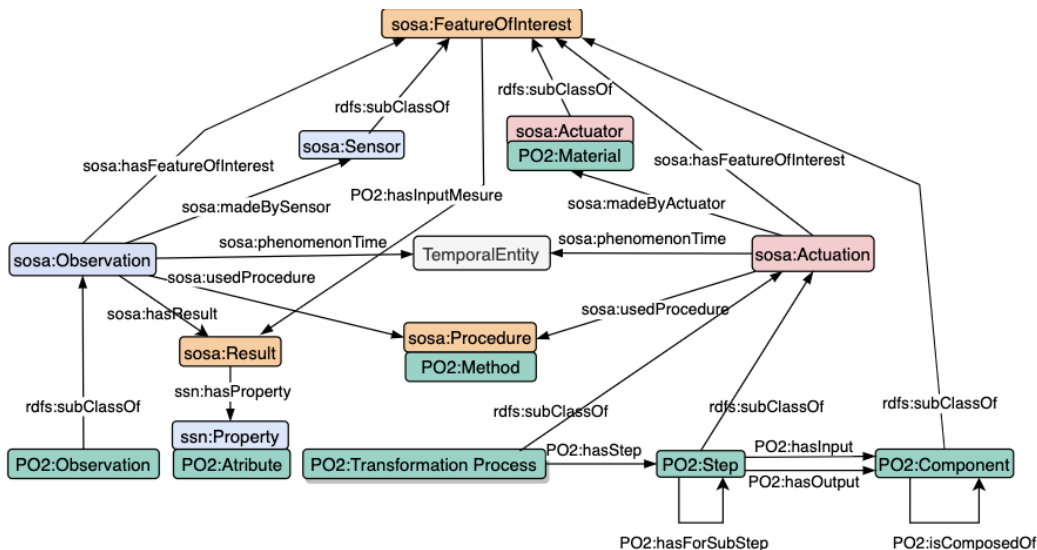 sosa:FeatureOfInterest
rdfs:subClassOf
rdfs:subClassOf
sosa:Actuator
PO2:Material
sosa:Sensor
sosa:hasFeatureOfInterest
sosa:hasFeatureOfInterest
PO2:hasInputMesure
sosa:madeBySensor
sosa:madeByActuator
sosa:phenomenonTime
sosa:phenomenonTime
sosa:Observation
TemporalEntity
sosa:Actuation
sosa:usedProcedure
sosa:hasResult
sosa:usedProcedure
sosa:Procedure
PO2:Method
sosa:Result
ssn:hasProperty
rdfs:subClassOf
rdfs:subClassOf
rdfs:subClassOf
rdfs:subClassOf
ssn:Property
PO2:Atribute
PO2:Observation
PO2:Transformation Process
PO2:hasStep
PO2:Step
PO2:hasInput
PO2:hasOutput
PO2:Component
PO2:hasForSubStep
PO2:isComposedOf